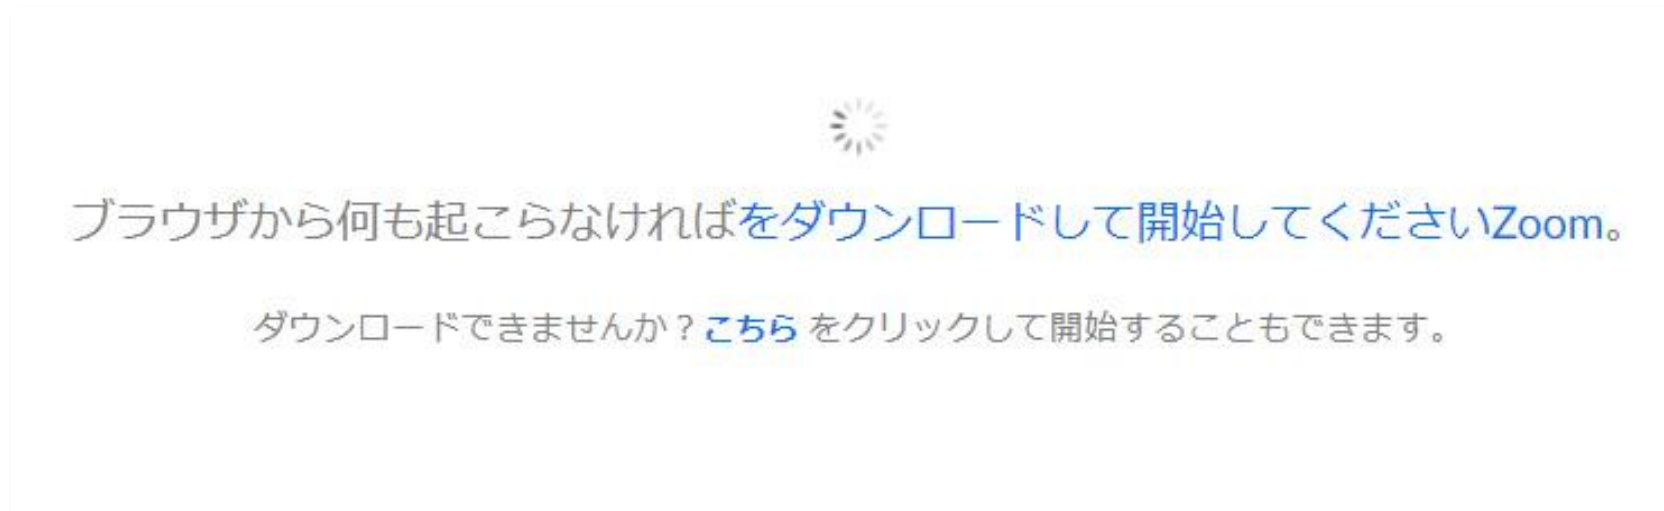 ブラウザから何も起こらなければをダウンロードして開始してくださいZoom。
ダウンロードできませんか？こちら をクリックして開始することもできます。